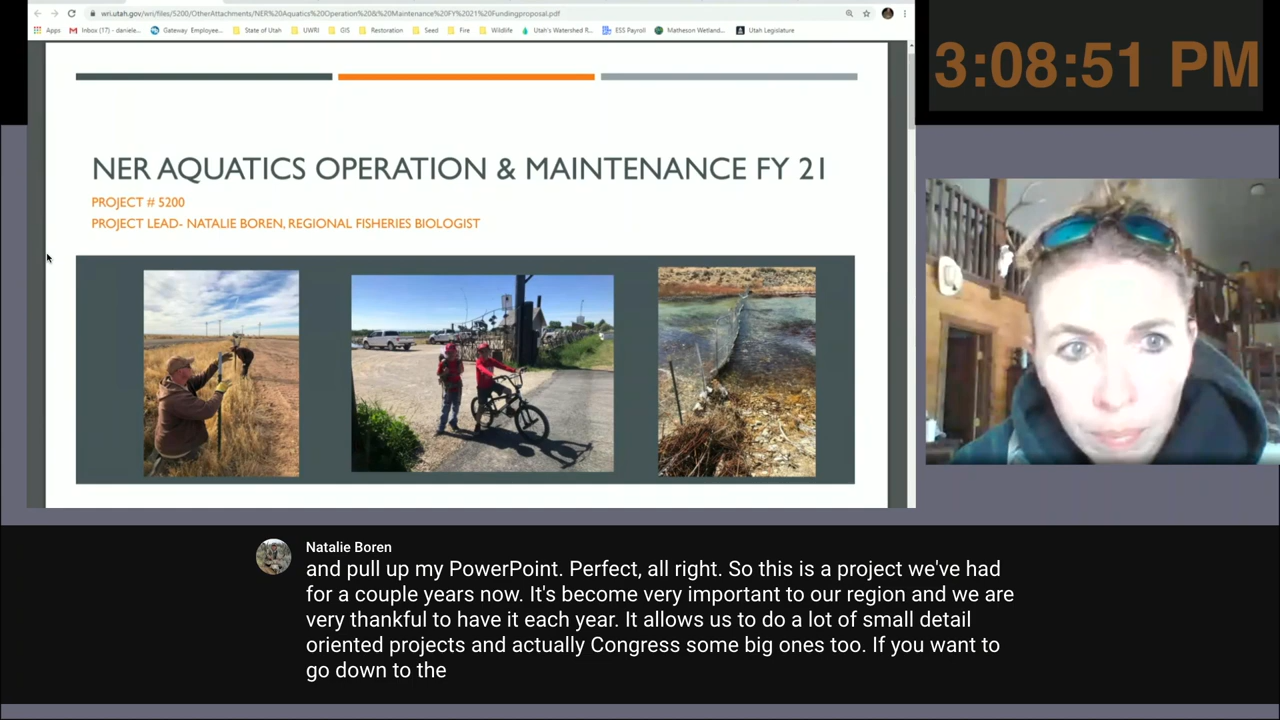 wri.utah.gov/wri/files/5200/OtherAttachments/NER%20Aquatics%20Operation%20&%20Maintenance%20FY%2021%20Fundingproposal.pdf
Apps Inbox (17) - daniele... Gateway Employee... State of Utah UWRI GIS Restoration Seed Fire Wildlife Utah's Watershed R... ESS Payroll Matheson Wetland... Utah Legislature
3:08:51 PM
NER AQUATICS OPERATION & MAINTENANCE FY 21
PROJECT # 5200
PROJECT LEAD- NATALIE BOREN, REGIONAL FISHERIES BIOLOGIST
Natalie Boren
and pull up my PowerPoint. Perfect, all right. So this is a project we've had
for a couple years now. It's become very important to our region and we are
very thankful to have it each year. It allows us to do a lot of small detail
oriented projects and actually Congress some big ones too. If you want to
go down to the